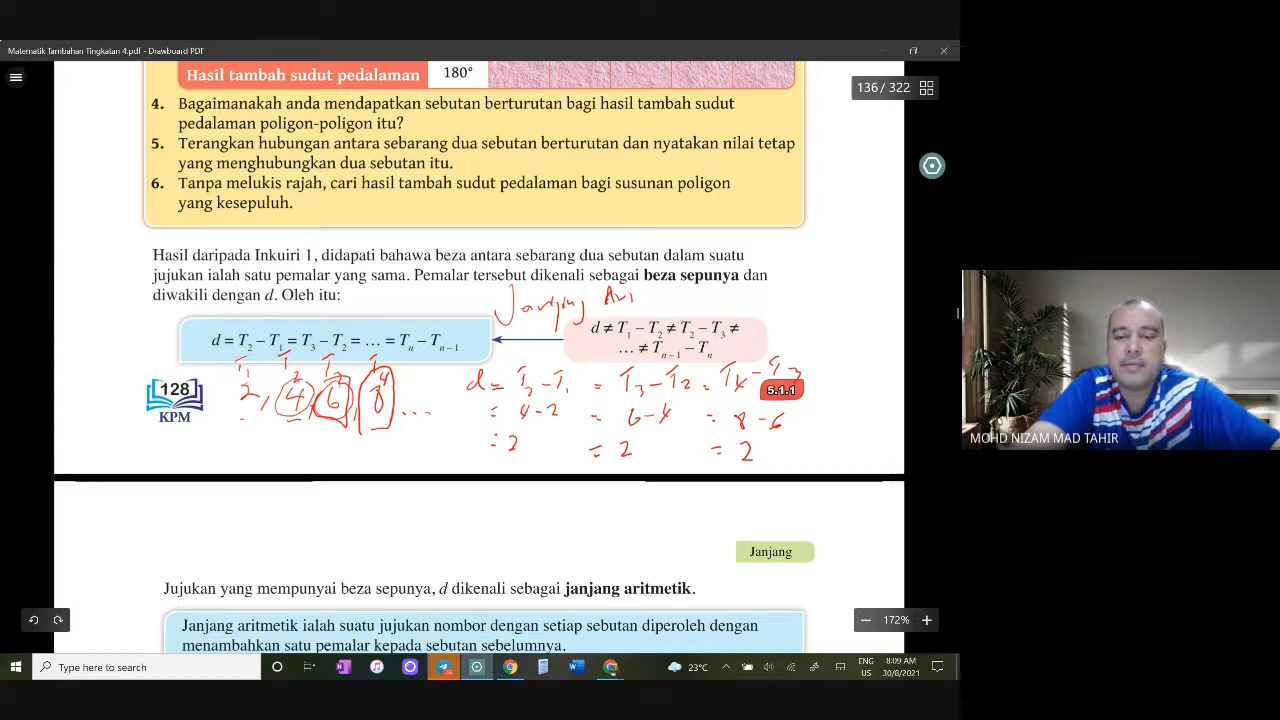 Matematik Tambahan Tingkatan 4.pdf - Drawboard PDF
136 / 322
Hasil tambah sudut pedalaman 180°
4. Bagaimanakah anda mendapatkan sebutan berturutan bagi hasil tambah sudut
pedalaman poligon-poligon itu?
5. Terangkan hubungan antara sebarang dua sebutan berturutan dan nyatakan nilai tetap
yang menghubungkan dua sebutan itu.
6. Tanpa melukis rajah, cari hasil tambah sudut pedalaman bagi susunan poligon
yang kesepuluh.
Hasil daripada Inkuiri 1, didapati bahawa beza antara sebarang dua sebutan dalam suatu
jujukan ialah satu pemalar yang sama. Pemalar tersebut dikenali sebagai beza sepunya dan
diwakili dengan d. Oleh itu:
Janjang Ari
d = T₂ – T₁ = T₃ – T₂ = … = Tₙ – Tₙ₋₁
d ≠ T₁ – T₂ ≠ T₂ – T₃ ≠
… ≠ Tₙ₋₁ – Tₙ
T₁ T₂ T₃ T₄
2, 4, 6, 8 ...
d = T₂ - T₁ = T₃ - T₂ = T₄ - T₃
= 4 - 2 = 6 - 4 = 8 - 6
= 2 = 2 = 2
128
KPM
5.1.1
MOHD NIZAM MAD TAHIR
Janjang
Jujukan yang mempunyai beza sepunya, d dikenali sebagai janjang aritmetik.
Janjang aritmetik ialah suatu jujukan nombor dengan setiap sebutan diperoleh dengan
menambahkan satu pemalar kepada sebutan sebelumnya.
172%
Type here to search
23°C
ENG
US
8:09 AM
30/8/2021